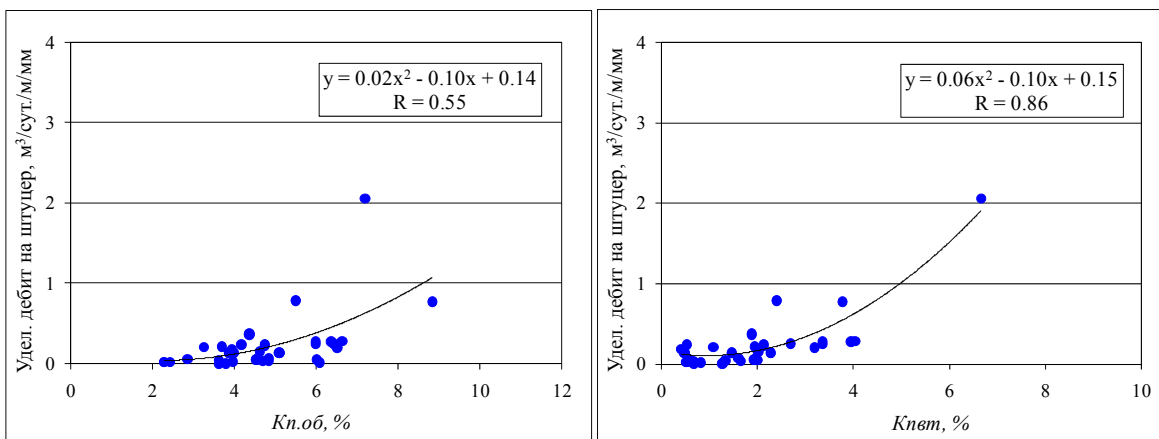 Удел. дебит на штуцер, м³/сут./м/мм
4
3
2
1
0
y = 0.02x² - 0.10x + 0.14
R = 0.55
0 2 4 6 8 10 12
Кп.об, %
Удел. дебит на штуцер, м³/сут./м/мм
4
3
2
1
0
y = 0.06x² - 0.10x + 0.15
R = 0.86
0 2 4 6 8 10
Кпвт, %